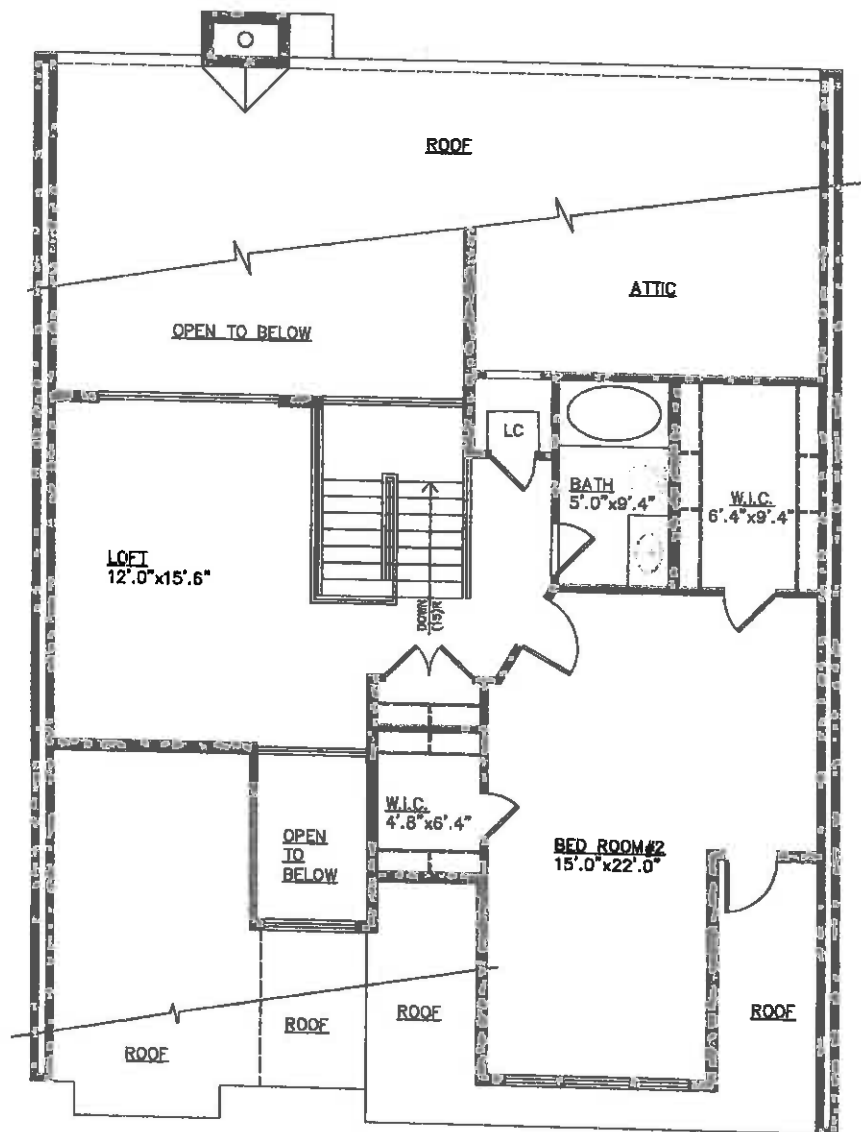 ROOF
ATTIC
OPEN TO BELOW
LC
BATH
5'.0"x9'.4"
W.I.C.
6'.4"x9'.4"
LOFT
12'.0"x15'.6"
DOWN
(15)R
W.I.C.
4'.8"x6'.4"
OPEN
TO
BELOW
BED ROOM#2
15'.0"x22'.0"
ROOF
ROOF
ROOF
ROOF